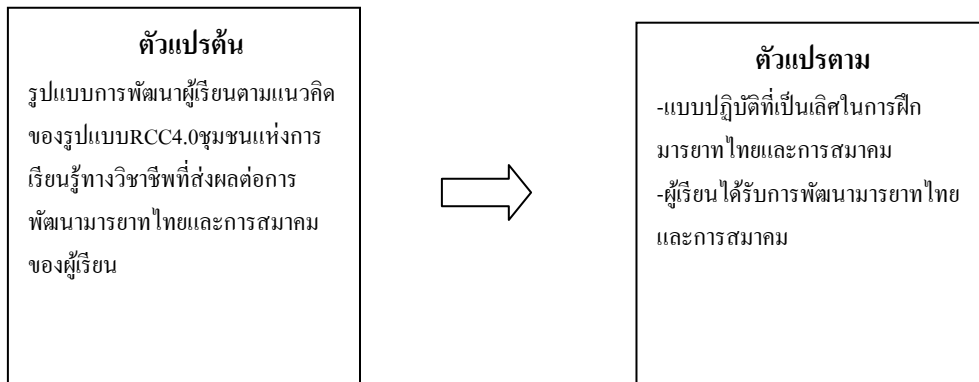 ตัวแปรต้น
รูปแบบการพัฒนาผู้เรียนตามแนวคิด
ของรูปแบบRCC4.0ชุมชนแห่งการ
เรียนรู้ทางวิชาชีพที่ส่งผลต่อการ
พัฒนามารยาทไทยและการสมาคม
ของผู้เรียน
ตัวแปรตาม
-แบบปฏิบัติที่เป็นเลิศในการฝึก
มารยาทไทยและการสมาคม
-ผู้เรียนได้รับการพัฒนามารยาทไทย
และการสมาคม